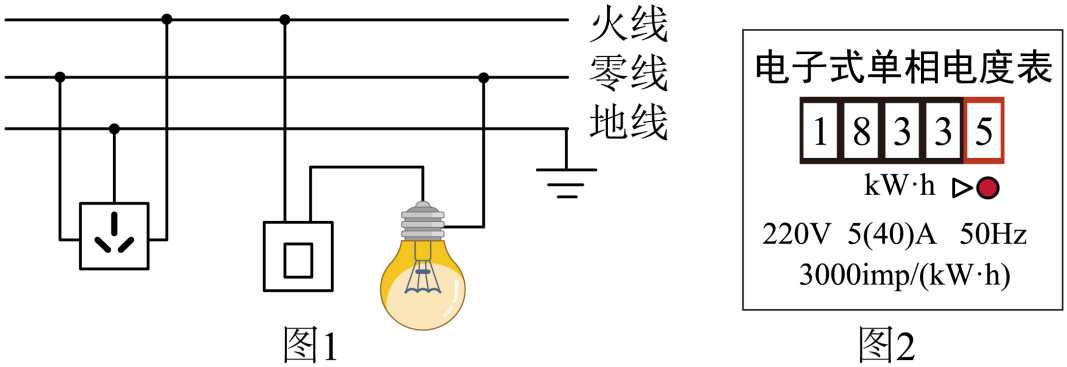 火线
零线
地线
图1
电子式单相电度表
1 8 3 3 5
kW·h
220V 5(40)A 50Hz
3000imp/(kW·h)
图2